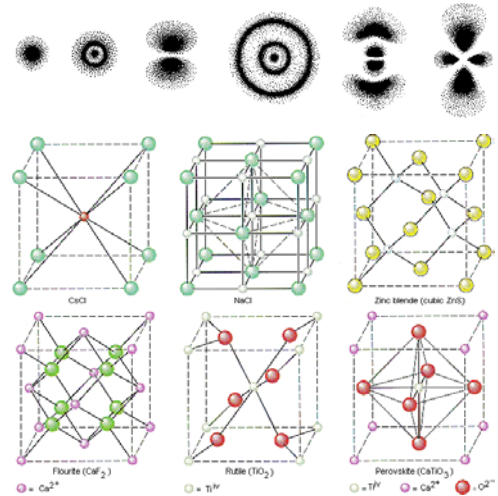 CsCl
NaCl
Zinc blende (cubic ZnS)
Flourite (CaF2)
Rutile (TiO2)
Perovskite (CaTiO3)
= Ca2+
= TiIV
=TiIV
= Ca2+
=O2-